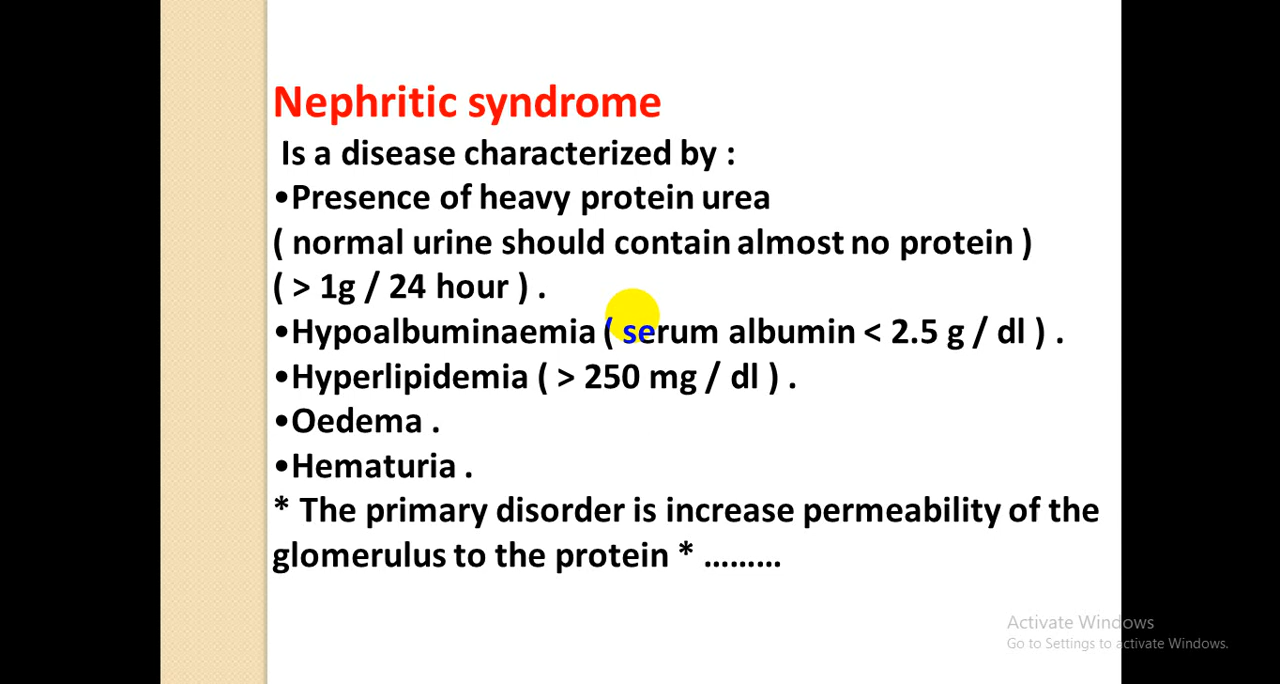 Nephritic syndrome
Is a disease characterized by :
•Presence of heavy protein urea
( normal urine should contain almost no protein )
( > 1g / 24 hour ) .
•Hypoalbuminaemia ( serum albumin < 2.5 g / dl ) .
•Hyperlipidemia ( > 250 mg / dl ) .
•Oedema .
•Hematuria .
* The primary disorder is increase permeability of the
glomerulus to the protein * .........
Activate Windows
Go to Settings to activate Windows.